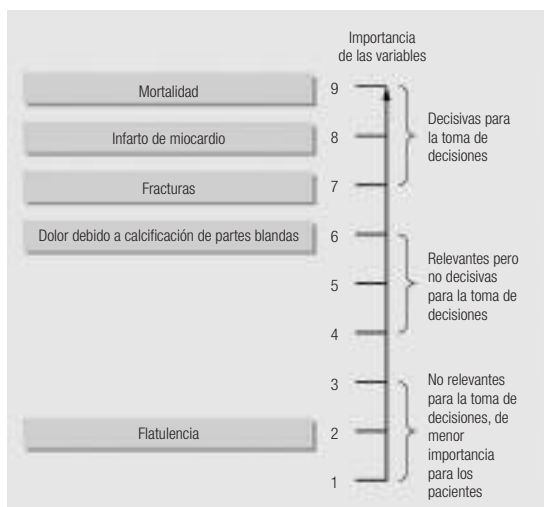 Importancia
de las variables
Mortalidad
9
Infarto de miocardio
8
Fracturas
7
Decisivas para
la toma de
decisiones
Dolor debido a calcificación de partes blandas
6
5
4
Relevantes pero
no decisivas
para la toma de
decisiones
3
Flatulencia
2
1
No relevantes
para la toma de
decisiones, de
menor
importancia
para los
pacientes